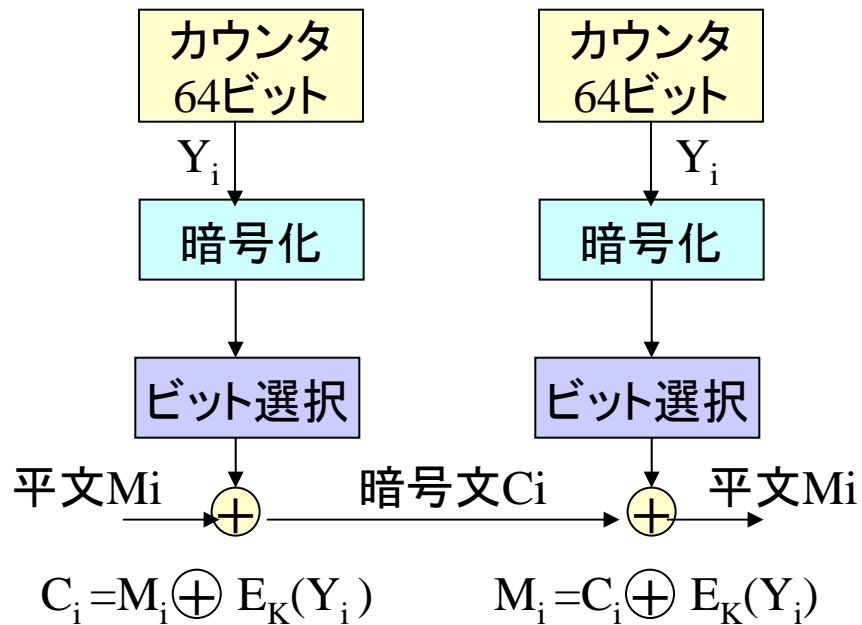 カウンタ
64ビット
カウンタ
64ビット
Yᵢ
Yᵢ
暗号化
暗号化
ビット選択
ビット選択
平文Mi
暗号文Ci
平文Mi
+
+
Cᵢ=Mᵢ⊕ E_K(Yᵢ)
Mᵢ=Cᵢ⊕ E_K(Yᵢ)